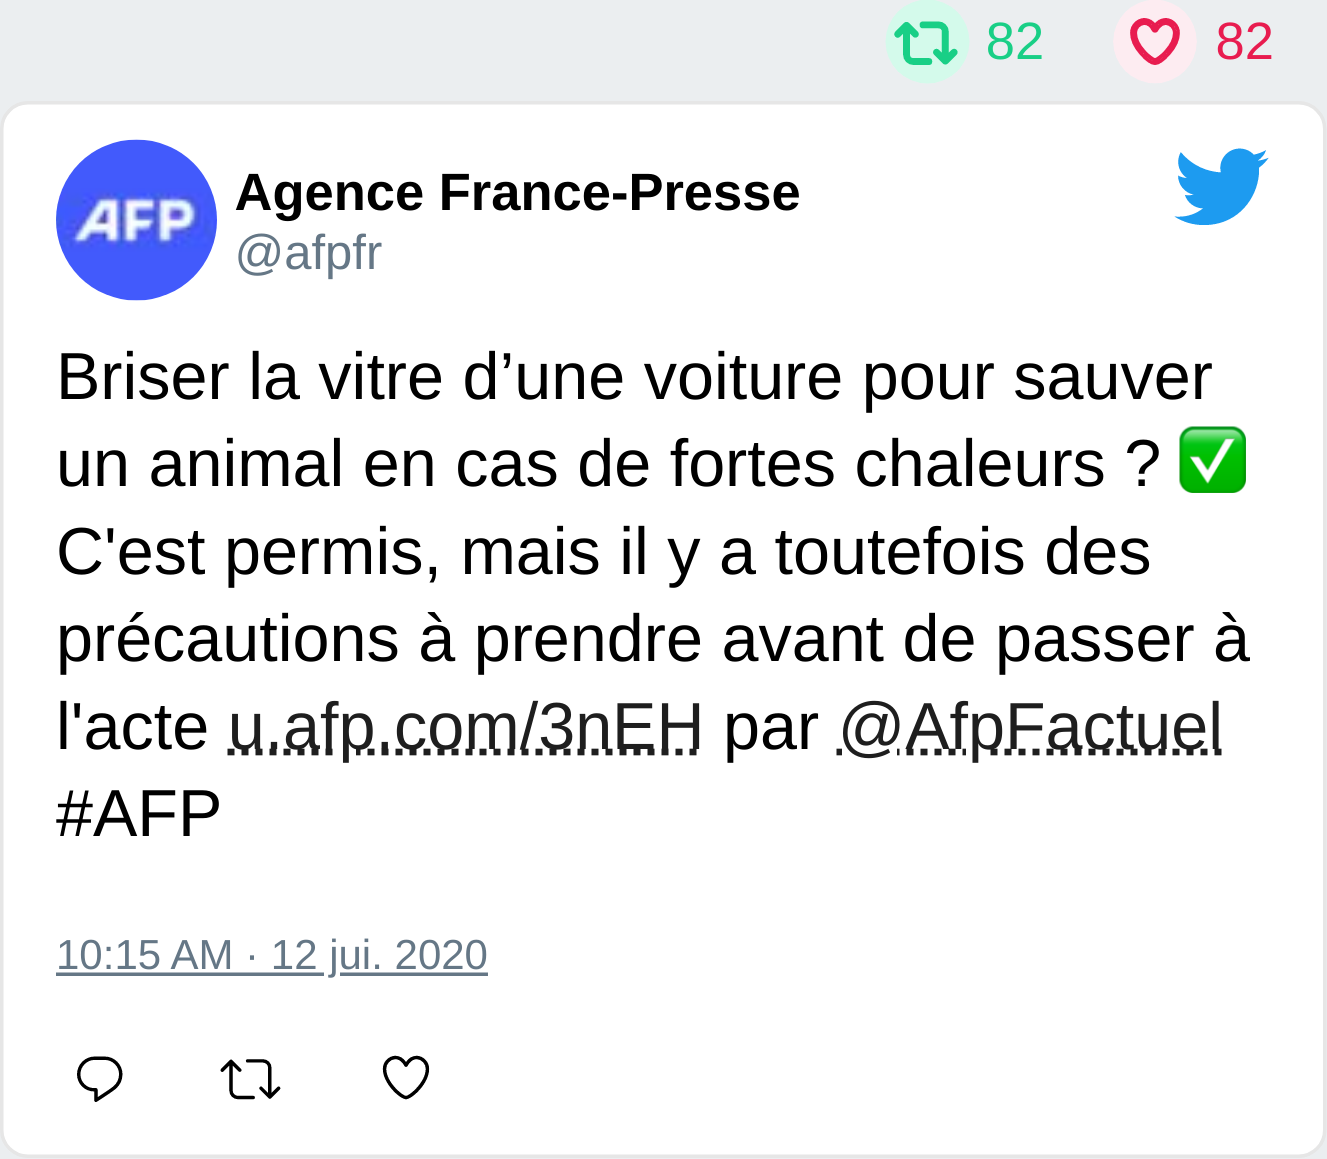 82 82
AFP
Agence France-Presse
@afpfr
Briser la vitre d’une voiture pour sauver
un animal en cas de fortes chaleurs ? ✅
C'est permis, mais il y a toutefois des
précautions à prendre avant de passer à
l'acte u.afp.com/3nEH par @AfpFactuel
#AFP
10:15 AM · 12 jui. 2020